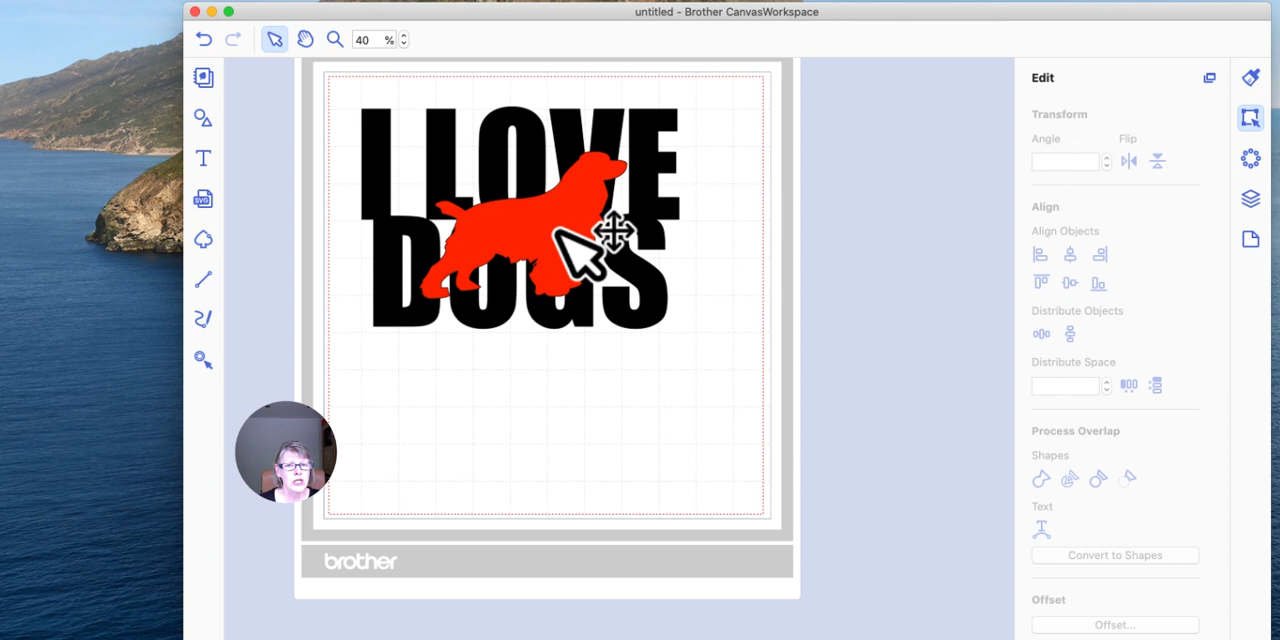 untitled - Brother CanvasWorkspace
40 %
I LOVE
DOGS
brother
SVG
Edit
Transform
Angle
Flip
Align
Align Objects
Distribute Objects
Distribute Space
Process Overlap
Shapes
Text
Convert to Shapes
Offset
Offset...